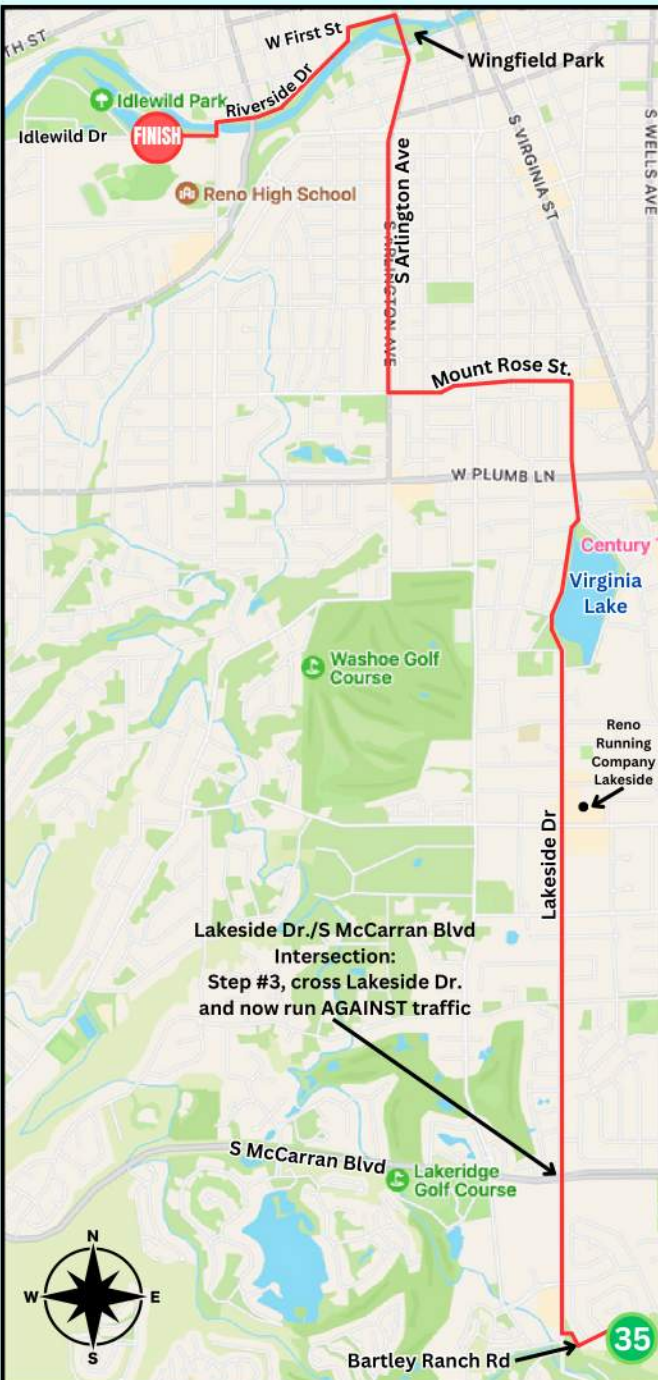 TH ST
W First St
Wingfield Park
Idlewild Park
Riverside Dr
Idlewild Dr
FINISH
S VIRGINIA ST
S WELLS AVE
Reno High School
S Arlington Ave
S ARLINGTON AVE
Mount Rose St.
W PLUMB LN
Century
Virginia
Lake
Washoe Golf
Course
Reno
Running
Company
Lakeside
Lakeside Dr
Lakeside Dr./S McCarran Blvd
Intersection:
Step #3, cross Lakeside Dr.
and now run AGAINST traffic
S McCarran Blvd
Lakeridge
Golf Course
N
W
E
S
35
Bartley Ranch Rd